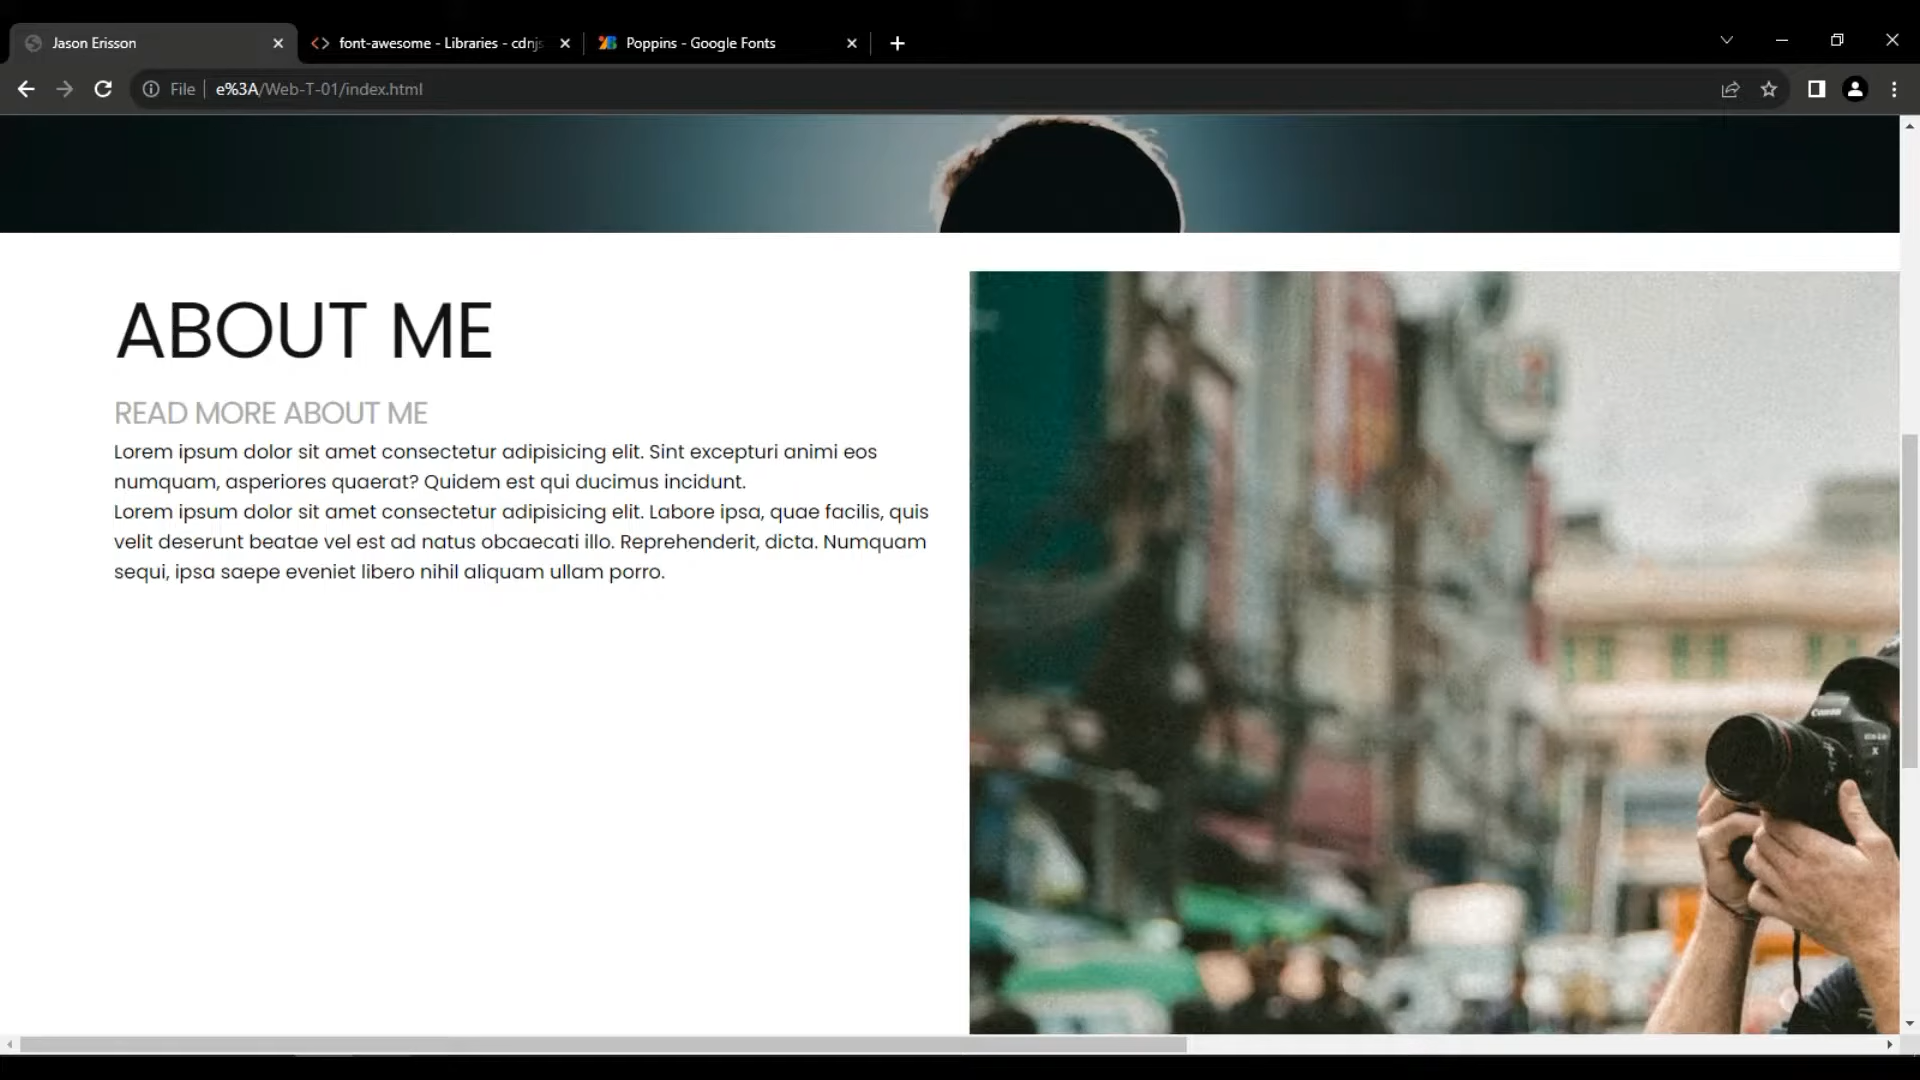 Jason Erisson
font-awesome - Libraries - cdnjs
Poppins - Google Fonts
File
e%3A/Web-T-01/index.html
ABOUT ME
READ MORE ABOUT ME
Lorem ipsum dolor sit amet consectetur adipisicing elit. Sint excepturi animi eos
numquam, asperiores quaerat? Quidem est qui ducimus incidunt.
Lorem ipsum dolor sit amet consectetur adipisicing elit. Labore ipsa, quae facilis, quis
velit deserunt beatae vel est ad natus obcaecati illo. Reprehenderit, dicta. Numquam
sequi, ipsa saepe eveniet libero nihil aliquam ullam porro.
Canon